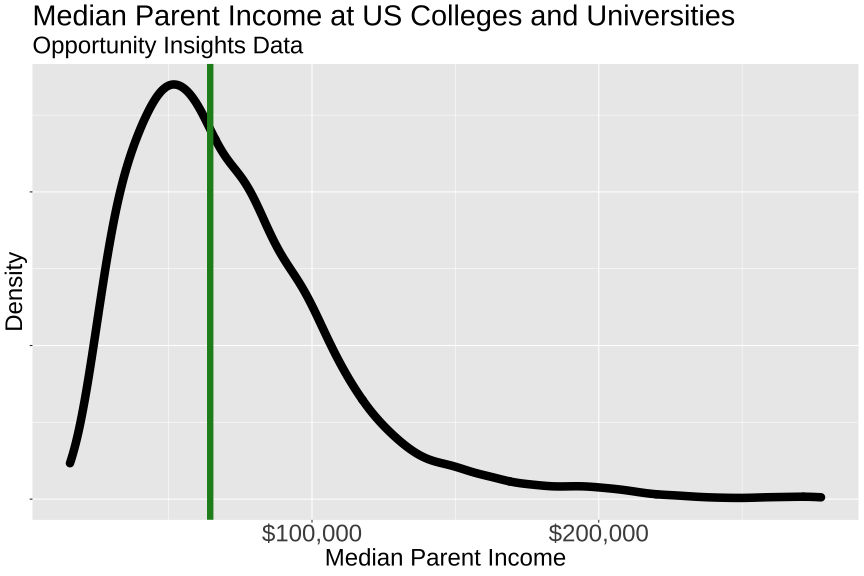 Median Parent Income at US Colleges and Universities
Opportunity Insights Data
Density
$100,000 $200,000
Median Parent Income